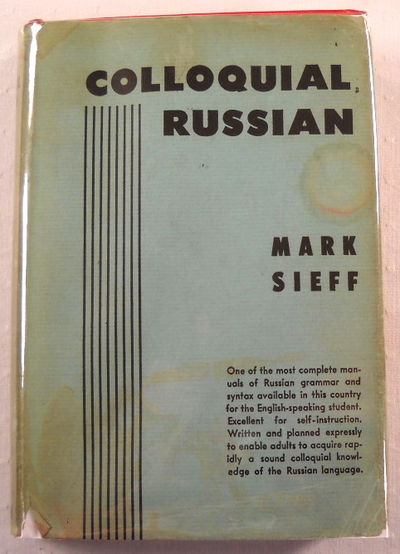 COLLOQUIAL
RUSSIAN
MARK
SIEFF
One of the most complete man-
uals of Russian grammar and
syntax available in this country
for the English-speaking student.
Excellent for self-instruction.
Written and planned expressly
to enable adults to acquire rap-
idly a sound colloquial knowl-
edge of the Russian language.